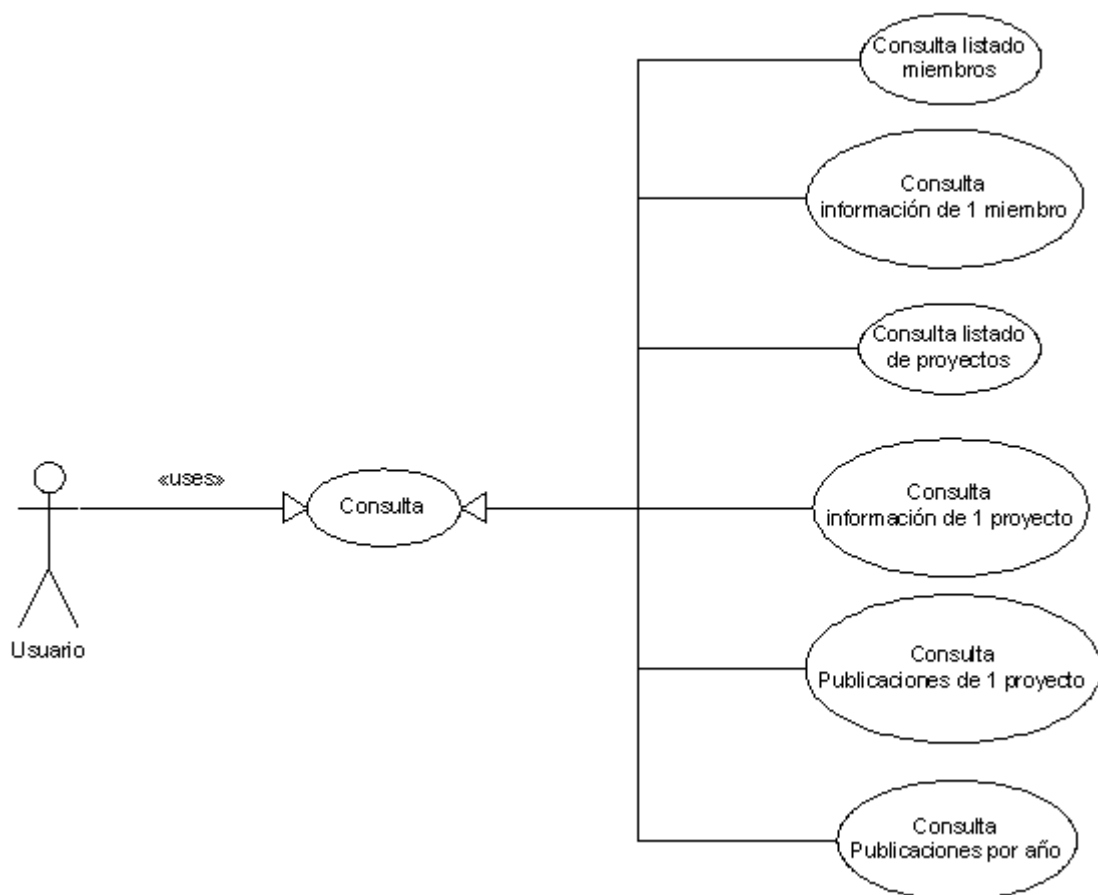 Consulta listado
miembros
Consulta
información de 1 miembro
Consulta listado
de proyectos
«uses»
Consulta
Consulta
información de 1 proyecto
Usuario
Consulta
Publicaciones de 1 proyecto
Consulta
Publicaciones por año